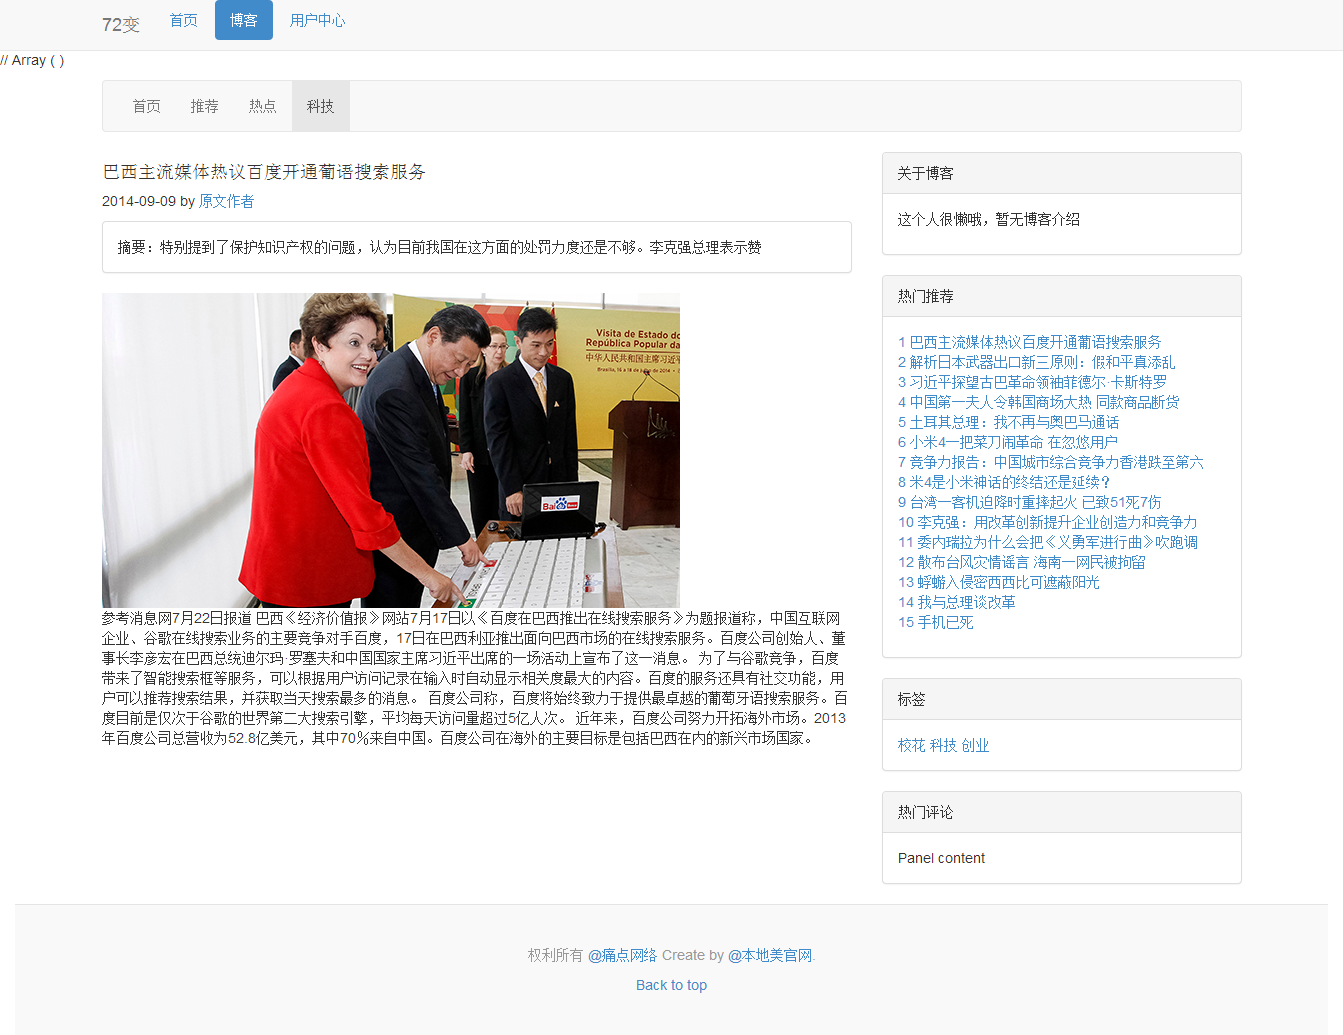 72变 首页 博客 用户中心
// Array ( )
首页 推荐 热点 科技
巴西主流媒体热议百度开通葡语搜索服务
2014-09-09 by 原文作者
摘要：特别提到了保护知识产权的问题，认为目前我国在这方面的处罚力度还是不够。李克强总理表示赞
Visita de Estado do
República Popular da
中华人民共和国主席习近平
Brasília, 16 a 18 de julho de 2014
Bai
参考消息网7月22日报道 巴西《经济价值报》网站7月17日以《百度在巴西推出在线搜索服务》为题报道称，中国互联网
企业、谷歌在线搜索业务的主要竞争对手百度，17日在巴西利亚推出面向巴西市场的在线搜索服务。百度公司创始人、董
事长李彦宏在巴西总统迪尔玛·罗塞夫和中国国家主席习近平出席的一场活动上宣布了这一消息。 为了与谷歌竞争，百度
带来了智能搜索框等服务，可以根据用户访问记录在输入时自动显示相关度最大的内容。百度的服务还具有社交功能，用
户可以推荐搜索结果，并获取当天搜索最多的消息。 百度公司称，百度将始终致力于提供最卓越的葡萄牙语搜索服务。百
度目前是仅次于谷歌的世界第二大搜索引擎，平均每天访问量超过5亿人次。 近年来，百度公司努力开拓海外市场。2013
年百度公司总营收为52.8亿美元，其中70％来自中国。百度公司在海外的主要目标是包括巴西在内的新兴市场国家。
关于博客
这个人很懒哦，暂无博客介绍
热门推荐
1 巴西主流媒体热议百度开通葡语搜索服务
2 解析日本武器出口新三原则：假和平真添乱
3 习近平探望古巴革命领袖菲德尔·卡斯特罗
4 中国第一夫人令韩国商场大热 同款商品断货
5 土耳其总理：我不再与奥巴马通话
6 小米4一把菜刀闹革命 在忽悠用户
7 竞争力报告：中国城市综合竞争力香港跌至第六
8 米4是小米神话的终结还是延续？
9 台湾一客机迫降时重摔起火 已致51死7伤
10 李克强：用改革创新提升企业创造力和竞争力
11 委内瑞拉为什么会把《义勇军进行曲》吹跑调
12 散布台风灾情谣言 海南一网民被拘留
13 蜉蝣入侵密西西比可遮蔽阳光
14 我与总理谈改革
15 手机已死
标签
校花 科技 创业
热门评论
Panel content
权利所有 @痛点网络 Create by @本地美官网.
Back to top